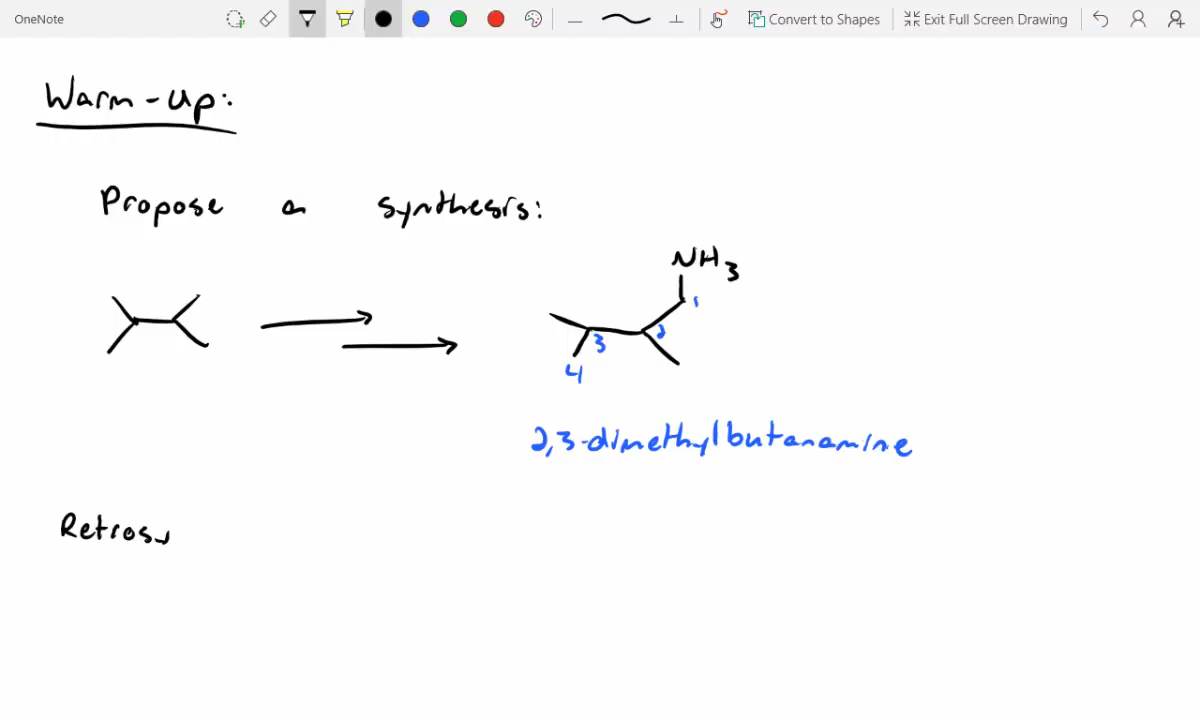 OneNote
Convert to Shapes
Exit Full Screen Drawing
Warm-up:
Propose a synthesis:
NH3
1
2
3
4
2,3-dimethylbutanamine
Retrosy